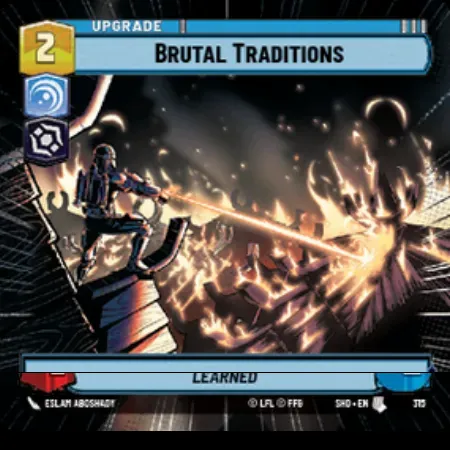 UPGRADE
2
BRUTAL TRADITIONS
LEARNED
ESLAM ABOSHADY
Ⓒ LFL Ⓟ FFG
SHD • EN
315